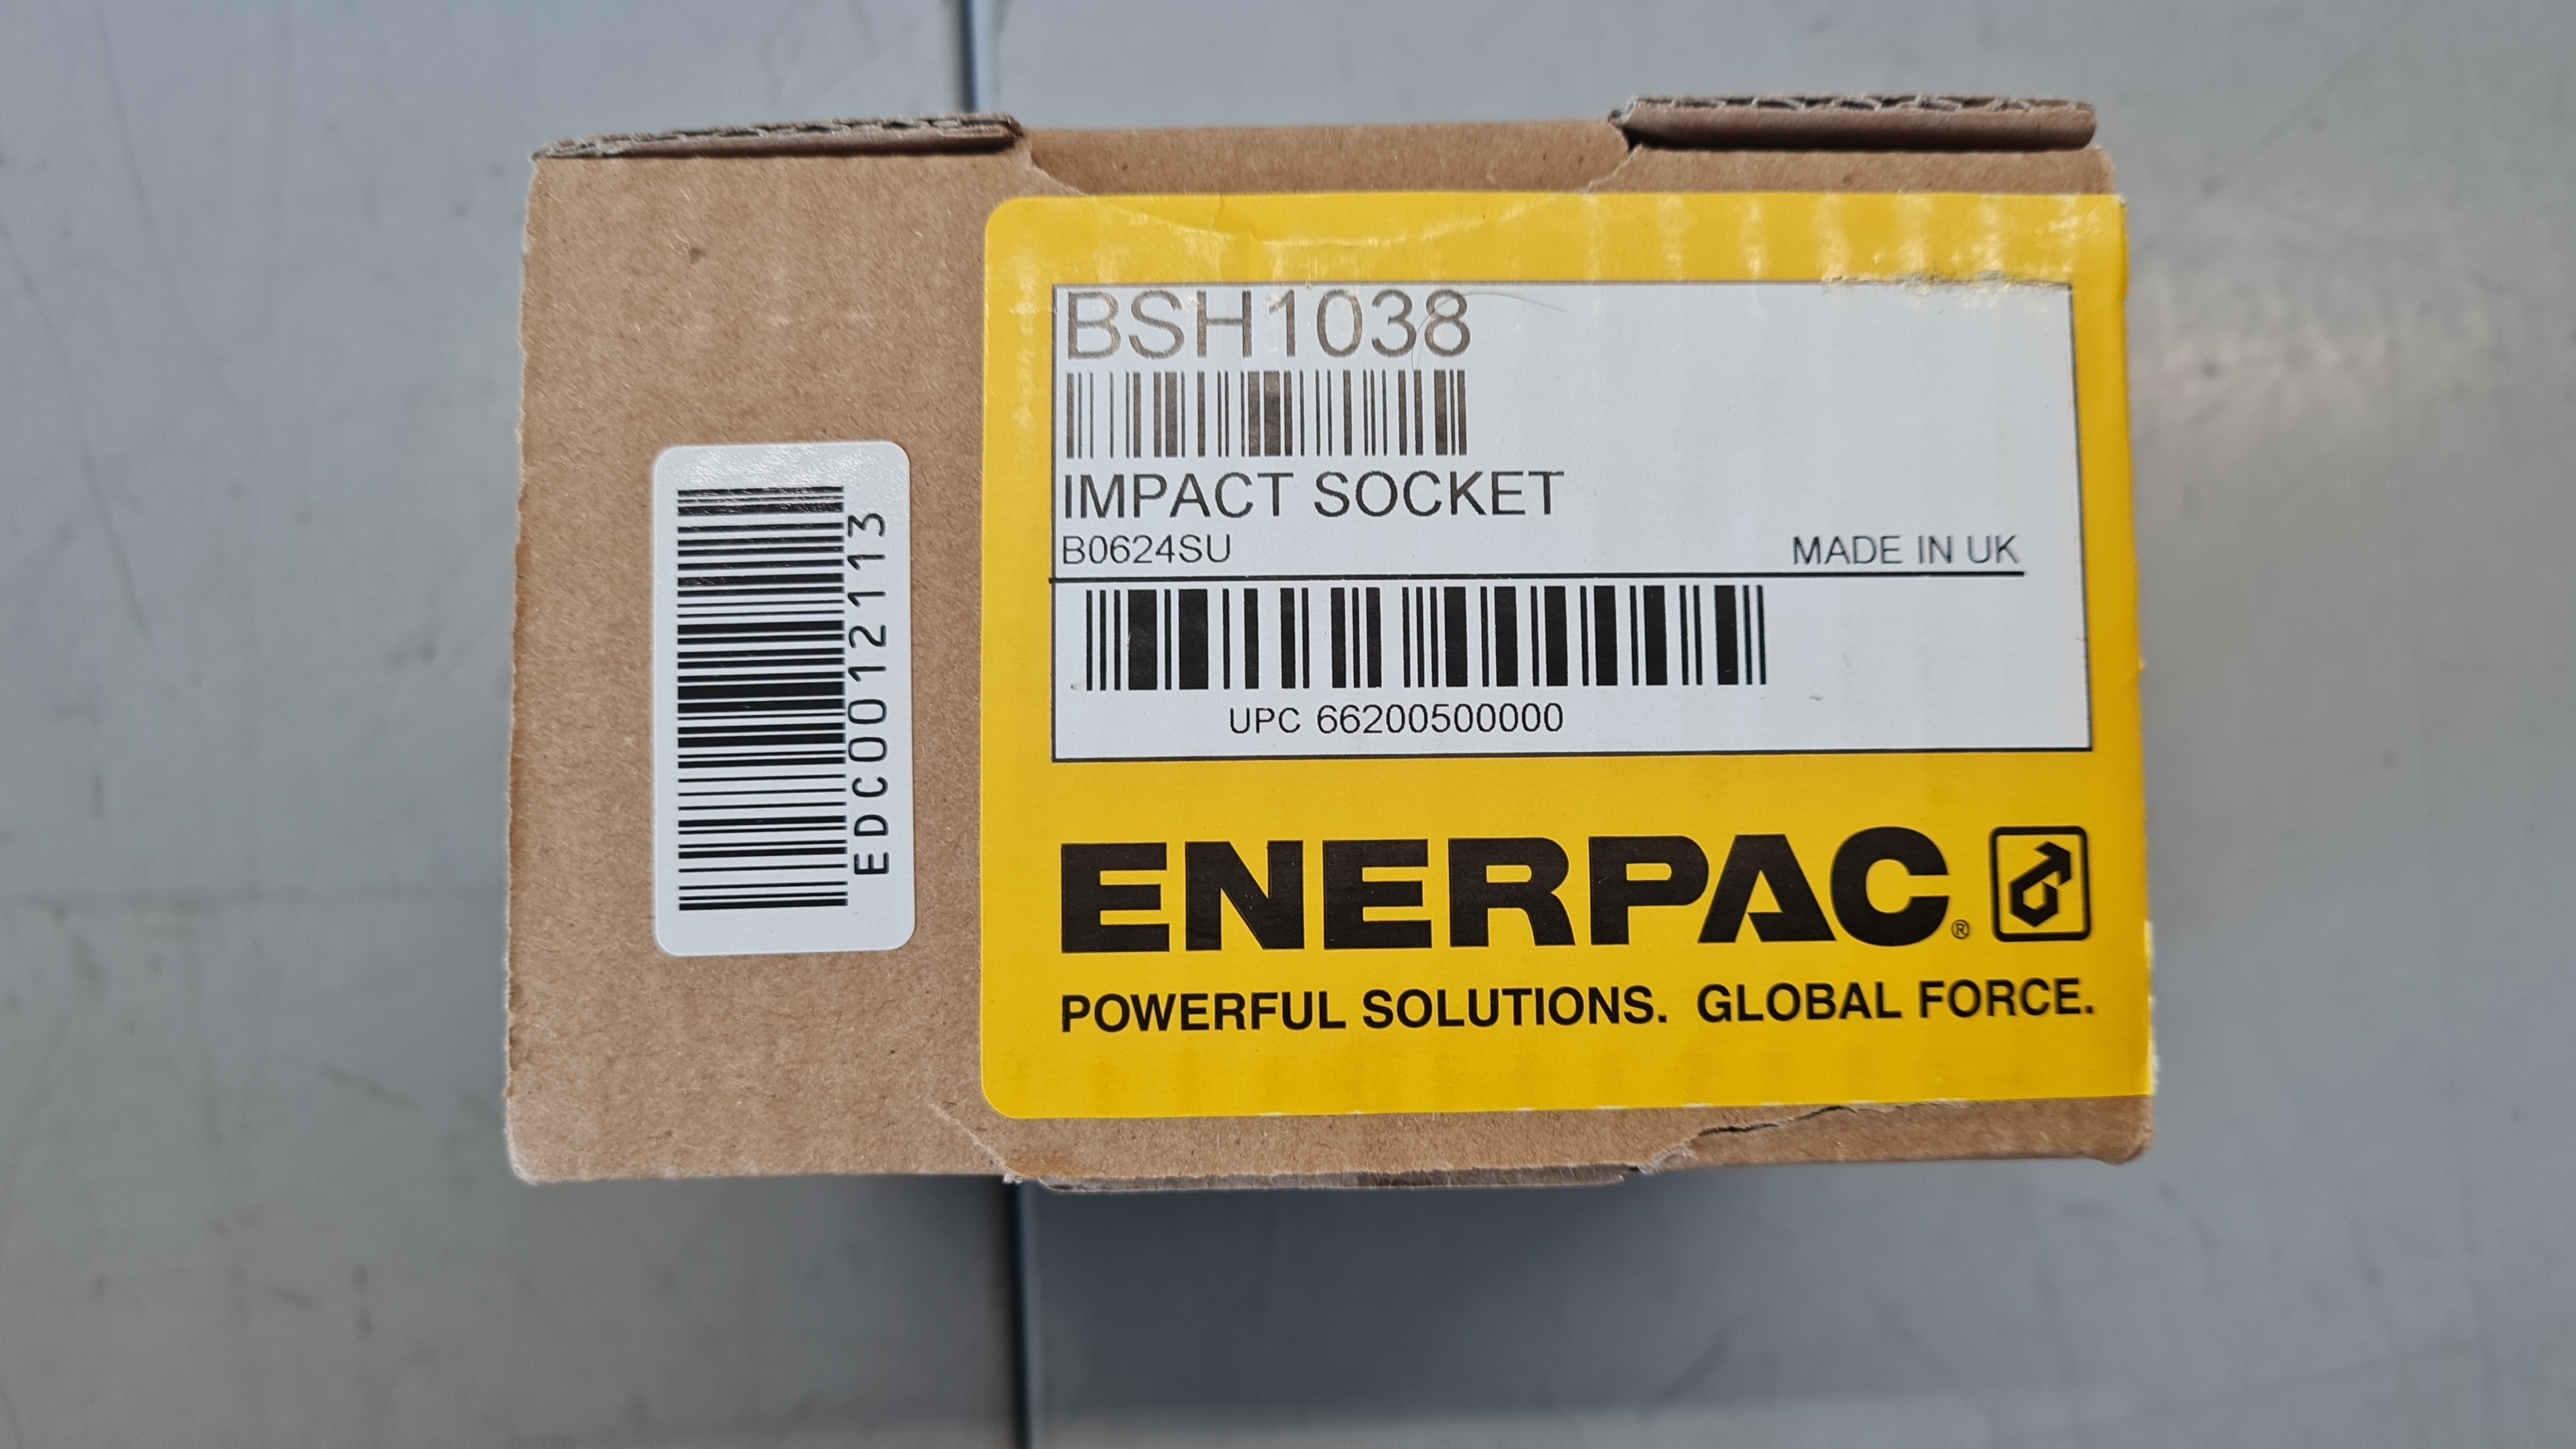 EDC0012113
BSH1038
IMPACT SOCKET
B0624SU MADE IN UK
UPC 66200500000
ENERPAC®
POWERFUL SOLUTIONS. GLOBAL FORCE.